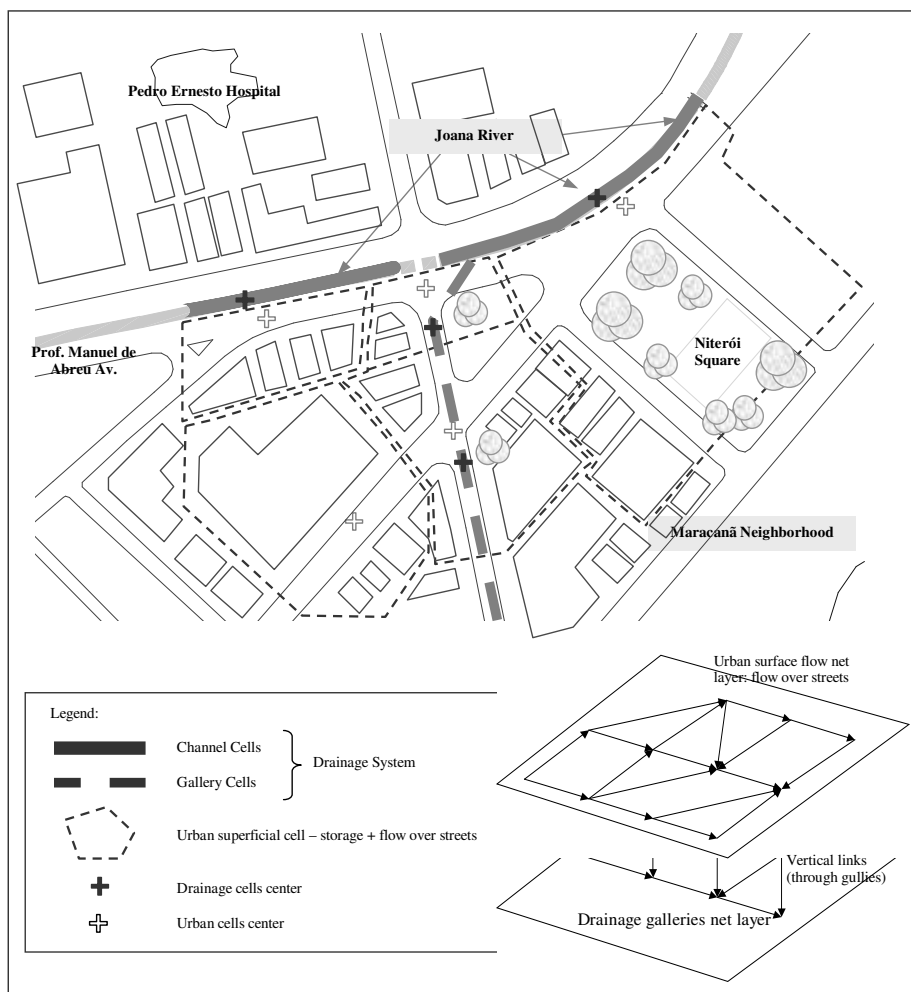 Pedro Ernesto Hospital
Joana River
Prof. Manuel de
Abreu Av.
Niterói
Square
Maracanã Neighborhood
Urban surface flow net
layer: flow over streets
Legend:
Channel Cells
Gallery Cells
Drainage System
Urban superficial cell – storage + flow over streets
Drainage cells center
Urban cells center
Vertical links
(through gullies)
Drainage galleries net layer